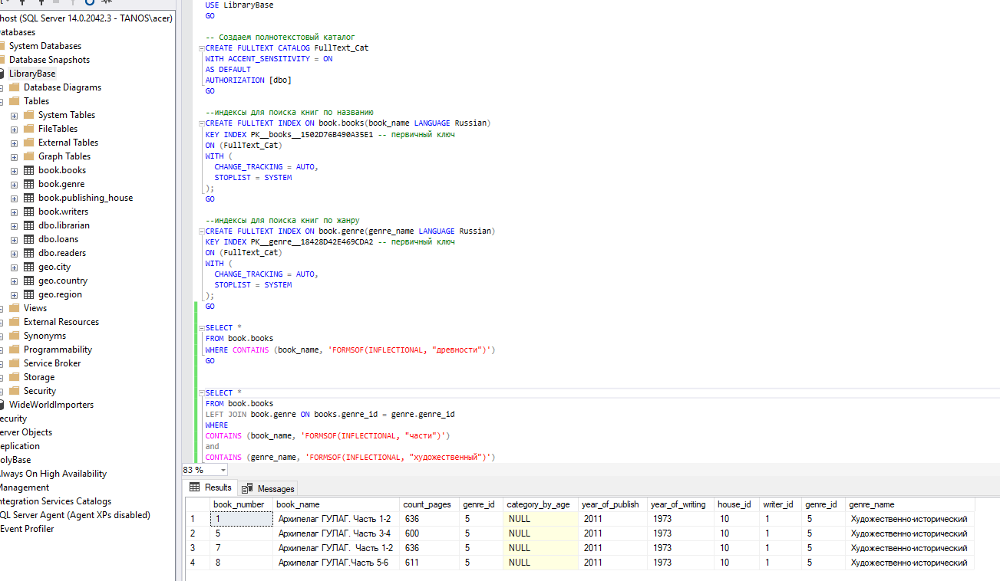 host (SQL Server 14.0.2042.3 - TANOS\acer)
atabases
System Databases
Database Snapshots
LibraryBase
Database Diagrams
Tables
System Tables
FileTables
External Tables
Graph Tables
book.books
book.genre
book.publishing_house
book.writers
dbo.librarian
dbo.loans
dbo.readers
geo.city
geo.country
geo.region
Views
External Resources
Synonyms
Programmability
Service Broker
Storage
Security
WideWorldImporters
ecurity
erver Objects
eplication
olyBase
lways On High Availability
Management
ntegration Services Catalogs
QL Server Agent (Agent XPs disabled)
Event Profiler
USE LibraryBase
GO
-- Создаем полнотекстовый каталог
CREATE FULLTEXT CATALOG FullText_Cat
WITH ACCENT_SENSITIVITY = ON
AS DEFAULT
AUTHORIZATION [dbo]
GO
--индексы для поиска книг по названию
CREATE FULLTEXT INDEX ON book.books(book_name LANGUAGE Russian)
KEY INDEX PK__books__1502D76B490A35E1 -- первичный ключ
ON (FullText_Cat)
WITH (
CHANGE_TRACKING = AUTO,
STOPLIST = SYSTEM
);
GO
--индексы для поиска книг по жанру
CREATE FULLTEXT INDEX ON book.genre(genre_name LANGUAGE Russian)
KEY INDEX PK__genre__18428D42E469CDA2 -- первичный ключ
ON (FullText_Cat)
WITH (
CHANGE_TRACKING = AUTO,
STOPLIST = SYSTEM
);
GO
SELECT *
FROM book.books
WHERE CONTAINS (book_name, 'FORMSOF(INFLECTIONAL, "древности")')
GO
SELECT *
FROM book.books
LEFT JOIN book.genre ON books.genre_id = genre.genre_id
WHERE
CONTAINS (book_name, 'FORMSOF(INFLECTIONAL, "части")')
and
CONTAINS (genre_name, 'FORMSOF(INFLECTIONAL, "художественный")')
83 %
Results Messages
book_number book_name count_pages genre_id category_by_age year_of_publish year_of_writing house_id writer_id genre_id genre_name
1 1 Архипелаг ГУЛАГ. Часть 1-2 636 5 NULL 2011 1973 10 1 5 Художественно-исторический
2 5 Архипелаг ГУЛАГ. Часть 3-4 600 5 NULL 2011 1973 10 1 5 Художественно-исторический
3 7 Архипелаг ГУЛАГ.  Часть 1-2 636 5 NULL 2011 1973 10 1 5 Художественно-исторический
4 8 Архипелаг ГУЛАГ.Часть 5-6 611 5 NULL 2011 1973 10 1 5 Художественно-исторический